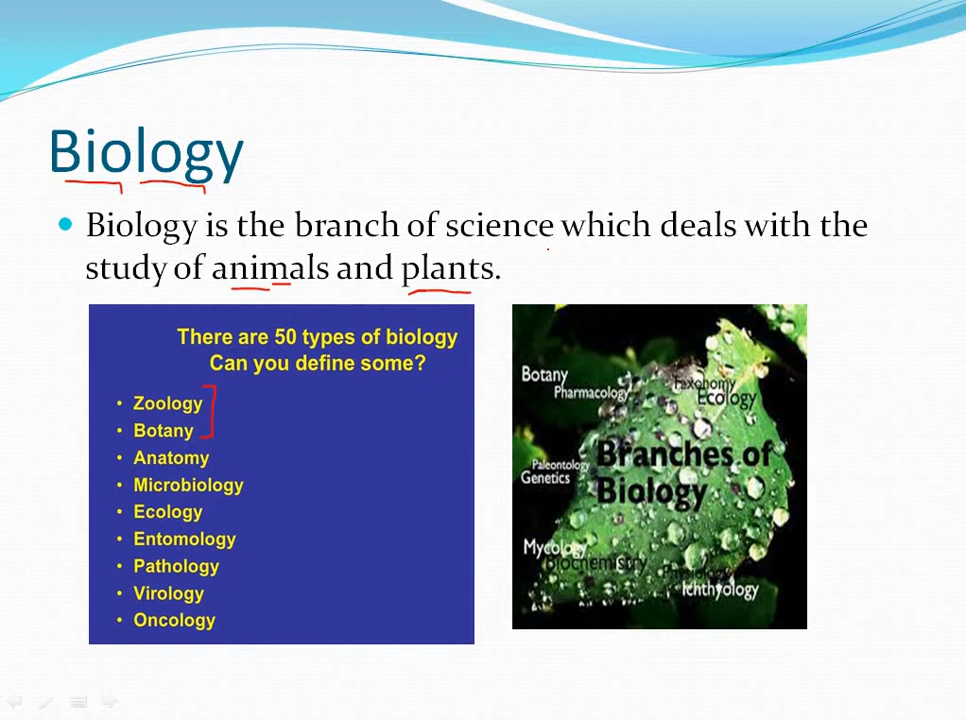 Biology
• Biology is the branch of science which deals with the
study of animals and plants.
There are 50 types of biology
Can you define some?
• Zoology
• Botany
• Anatomy
• Microbiology
• Ecology
• Entomology
• Pathology
• Virology
• Oncology
Botany
Pharmacology
Taxonomy
Ecology
Branches of
Biology
Paleontology
Genetics
Mycology
Biochemistry
Physiology
Ichthyology